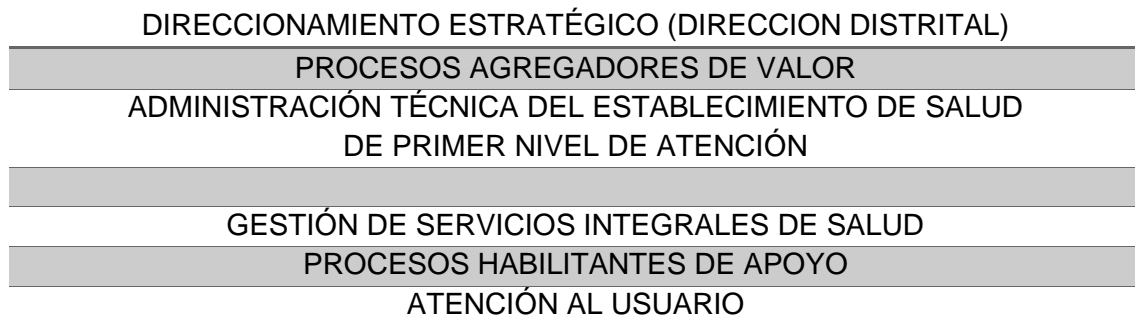 DIRECCIONAMIENTO ESTRATÉGICO (DIRECCION DISTRITAL)
PROCESOS AGREGADORES DE VALOR
ADMINISTRACIÓN TÉCNICA DEL ESTABLECIMIENTO DE SALUD
DE PRIMER NIVEL DE ATENCIÓN
GESTIÓN DE SERVICIOS INTEGRALES DE SALUD
PROCESOS HABILITANTES DE APOYO
ATENCIÓN AL USUARIO